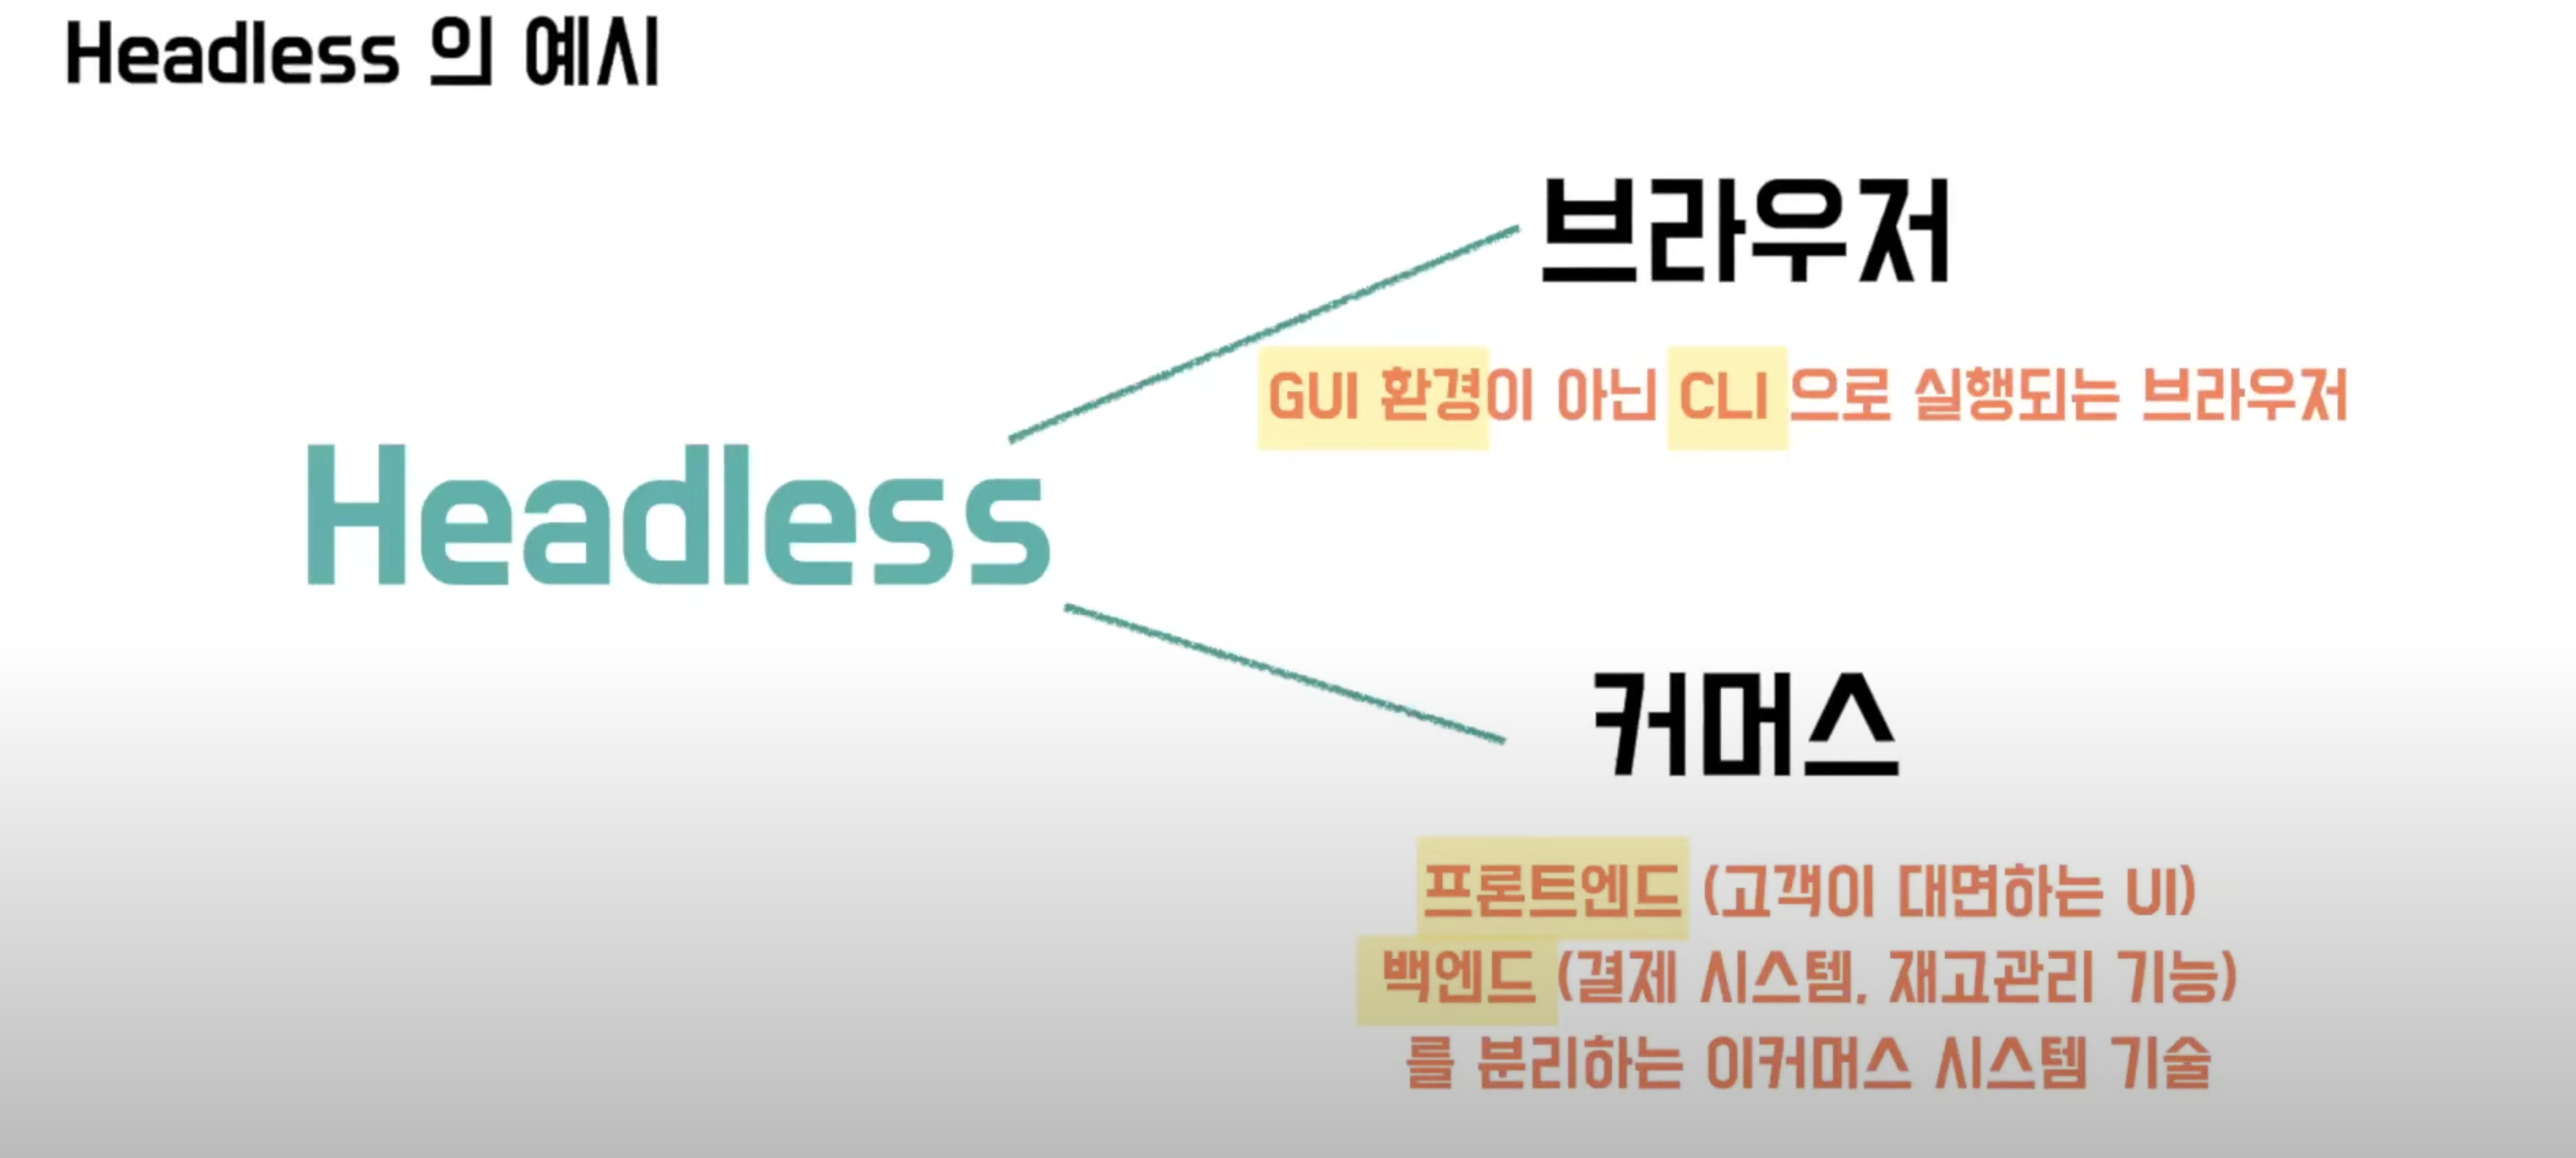 Headless 의 예시
브라우저
GUI 환경이 아닌 CLI 으로 실행되는 브라우저
Headless
커머스
프론트엔드 (고객이 대면하는 UI)
백엔드 (결제 시스템, 재고관리 기능)
를 분리하는 이커머스 시스템 기술